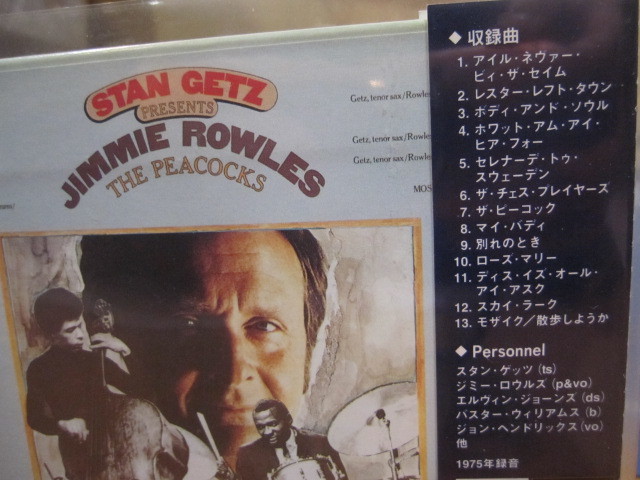 STAN GETZ
PRESENTS
JIMMIE ROWLES
THE PEACOCKS
Getz, tenor sax/Rowle
Getz, tenor sax/Rowle
Getz, tenor sax/Rowle
MOS
◆ 収録曲
1. アイル・ネヴァー・
ビィ・ザ・セイム
2. レスター・レフト・タウン
3. ボディ・アンド・ソウル
4. ホワット・アム・アイ・
ヒア・フォー
5. セレナーデ・トゥ・
スウェーデン
6. ザ・チェス・プレイヤーズ
7. ザ・ピーコック
8. マイ・バディ
9. 別れのとき
10. ローズ・マリー
11. ディス・イズ・オール・
アイ・アスク
12. スカイ・ラーク
13. モザイク／散歩しようか
◆ Personnel
スタン・ゲッツ (ts)
ジミー・ロウルズ (p&vo)
エルヴィン・ジョーンズ (ds)
バスター・ウィリアムス (b)
ジョン・ヘンドリックス (vo)
他
1975年録音